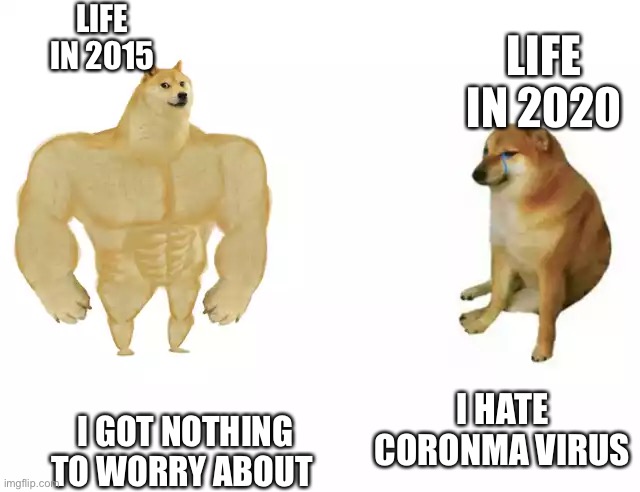 LIFE
IN 2015
LIFE
IN 2020
I GOT NOTHING
TO WORRY ABOUT
I HATE
CORONMA VIRUS
imgflip.com